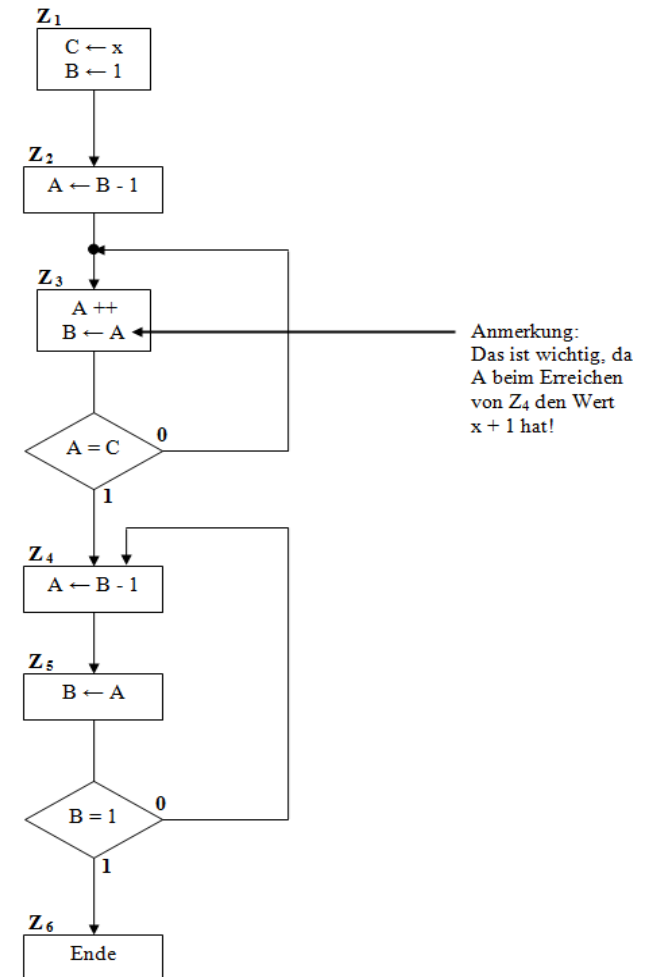 Z₁
C ← x
B ← 1
Z₂
A ← B - 1
Z₃
A ++
B ← A
Anmerkung:
Das ist wichtig, da
A beim Erreichen
von Z₄ den Wert
x + 1 hat!
A = C
0
1
Z₄
A ← B - 1
Z₅
B ← A
B = 1
0
1
Z₆
Ende